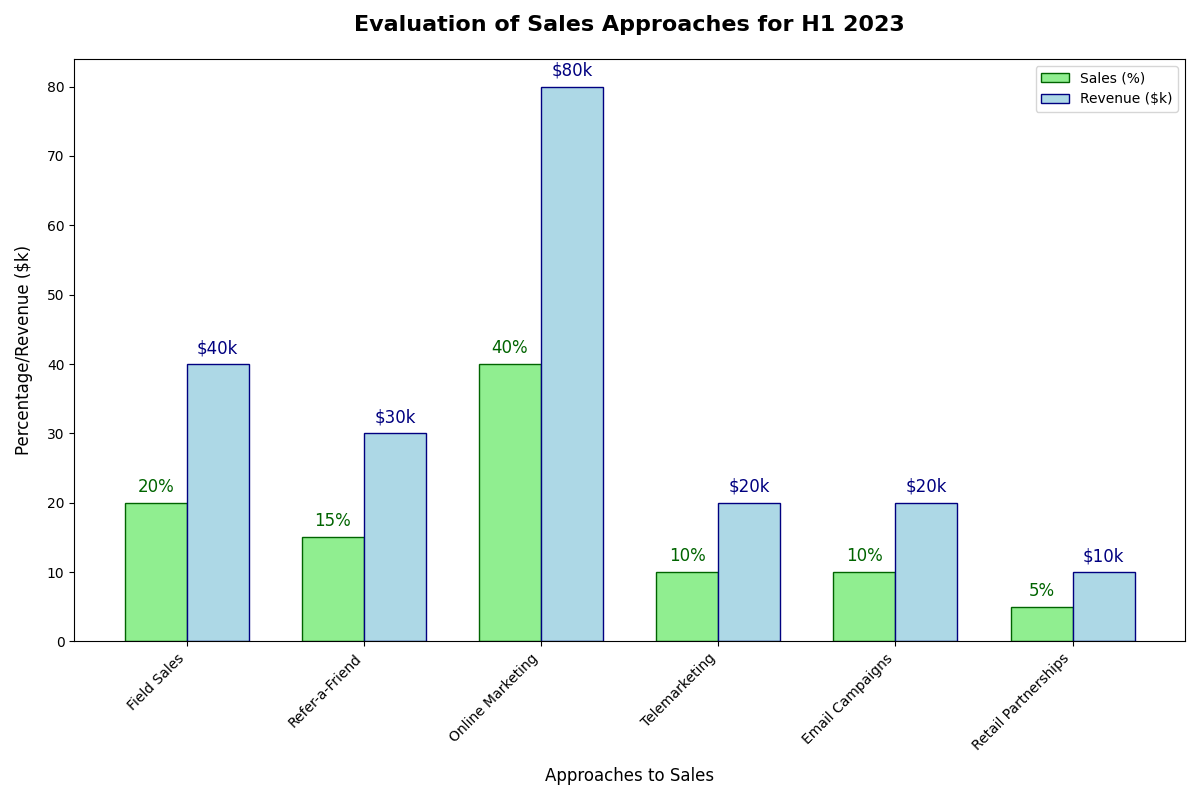 Evaluation of Sales Approaches for H1 2023
Percentage/Revenue ($k)
80
70
60
50
40
30
20
10
0
Sales (%)
Revenue ($k)
20%
$40k
15%
$30k
40%
$80k
10%
$20k
10%
$20k
5%
$10k
Field Sales
Refer-a-Friend
Online Marketing
Telemarketing
Email Campaigns
Retail Partnerships
Approaches to Sales